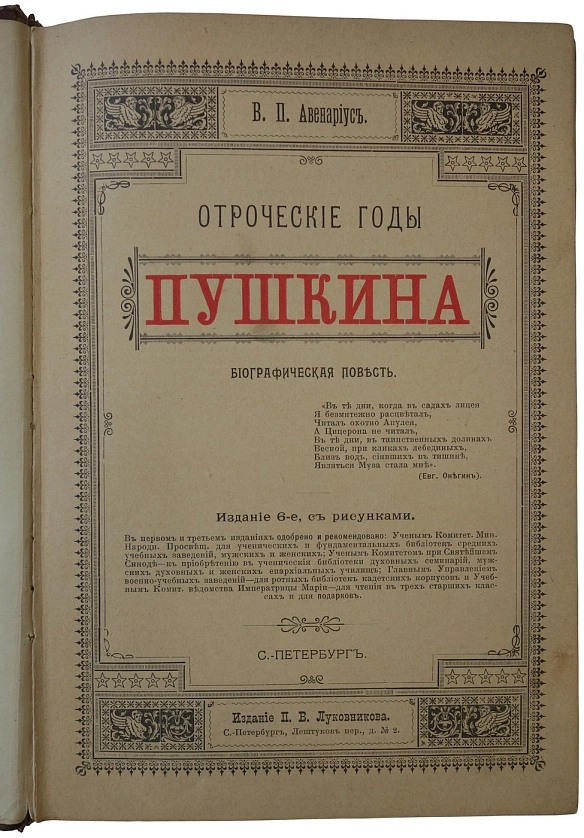 В. П. Авенаріусъ.
ОТРОЧЕСКІЕ ГОДЫ
ПУШКИНА
БІОГРАФИЧЕСКАЯ ПОВѢСТЬ.
«Въ тѣ дни, когда въ садахъ лицея
Я безмятежно расцвѣталъ,
Читалъ охотно Апулея,
А Цицерона не читалъ,
Въ тѣ дни, въ таинственныхъ долинахъ
Весной, при кликахъ лебединыхъ,
Близъ водъ, сіявшихъ въ тишинѣ,
Являться Муза стала мнѣ».
(Евг. Онѣгин).
Изданіе 6-е, съ рисунками.
Въ первомъ и третьемъ изданіяхъ одобрено и рекомендовано: Ученымъ Комитет. Мин.
Народн. Просвѣщ. для ученическихъ и фундаментальныхъ библіотекъ среднихъ
учебныхъ заведеній, мужскихъ и женскихъ; Ученымъ Комитетомъ при Святѣйшемъ
Синодѣ—къ пріобрѣтенію въ ученическія библіотеки духовныхъ семинарій, муж-
скихъ духовныхъ и женскихъ епархіальныхъ училищъ; Главнымъ Управленіемъ
военно-учебныхъ заведеній—для ротныхъ библіотекъ кадетскихъ корпусовъ и Учеб-
нымъ Комит. вѣдомства Императрицы Маріи—для чтенія въ трехъ старшихъ клас-
сахъ и для подарковъ.
С.-ПЕТЕРБУРГЪ.
Изданіе П. В. Луковникова.
С.-Петербургъ, Лештуковъ пер., д. № 2.